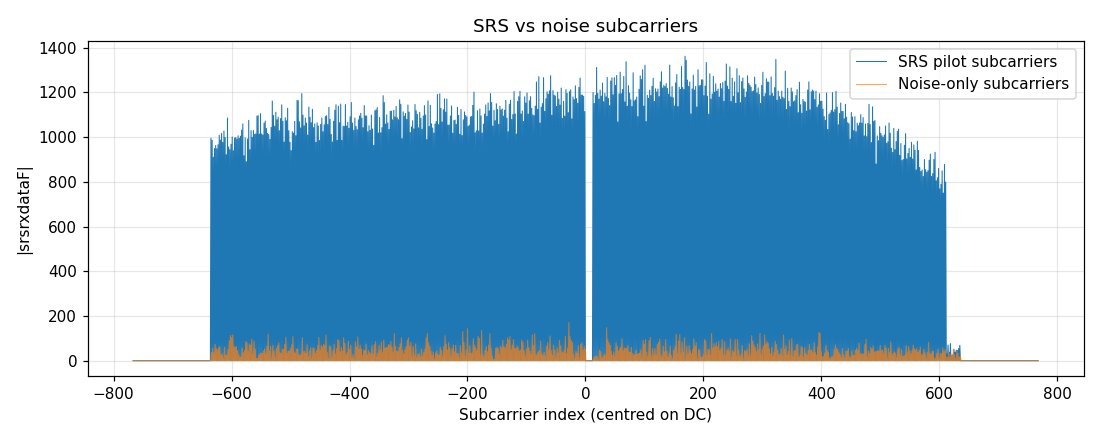 SRS vs noise subcarriers
SRS pilot subcarriers
Noise-only subcarriers
|srsrxdataF|
1400
1200
1000
800
600
400
200
0
−800 −600 −400 −200 0 200 400 600 800
Subcarrier index (centred on DC)